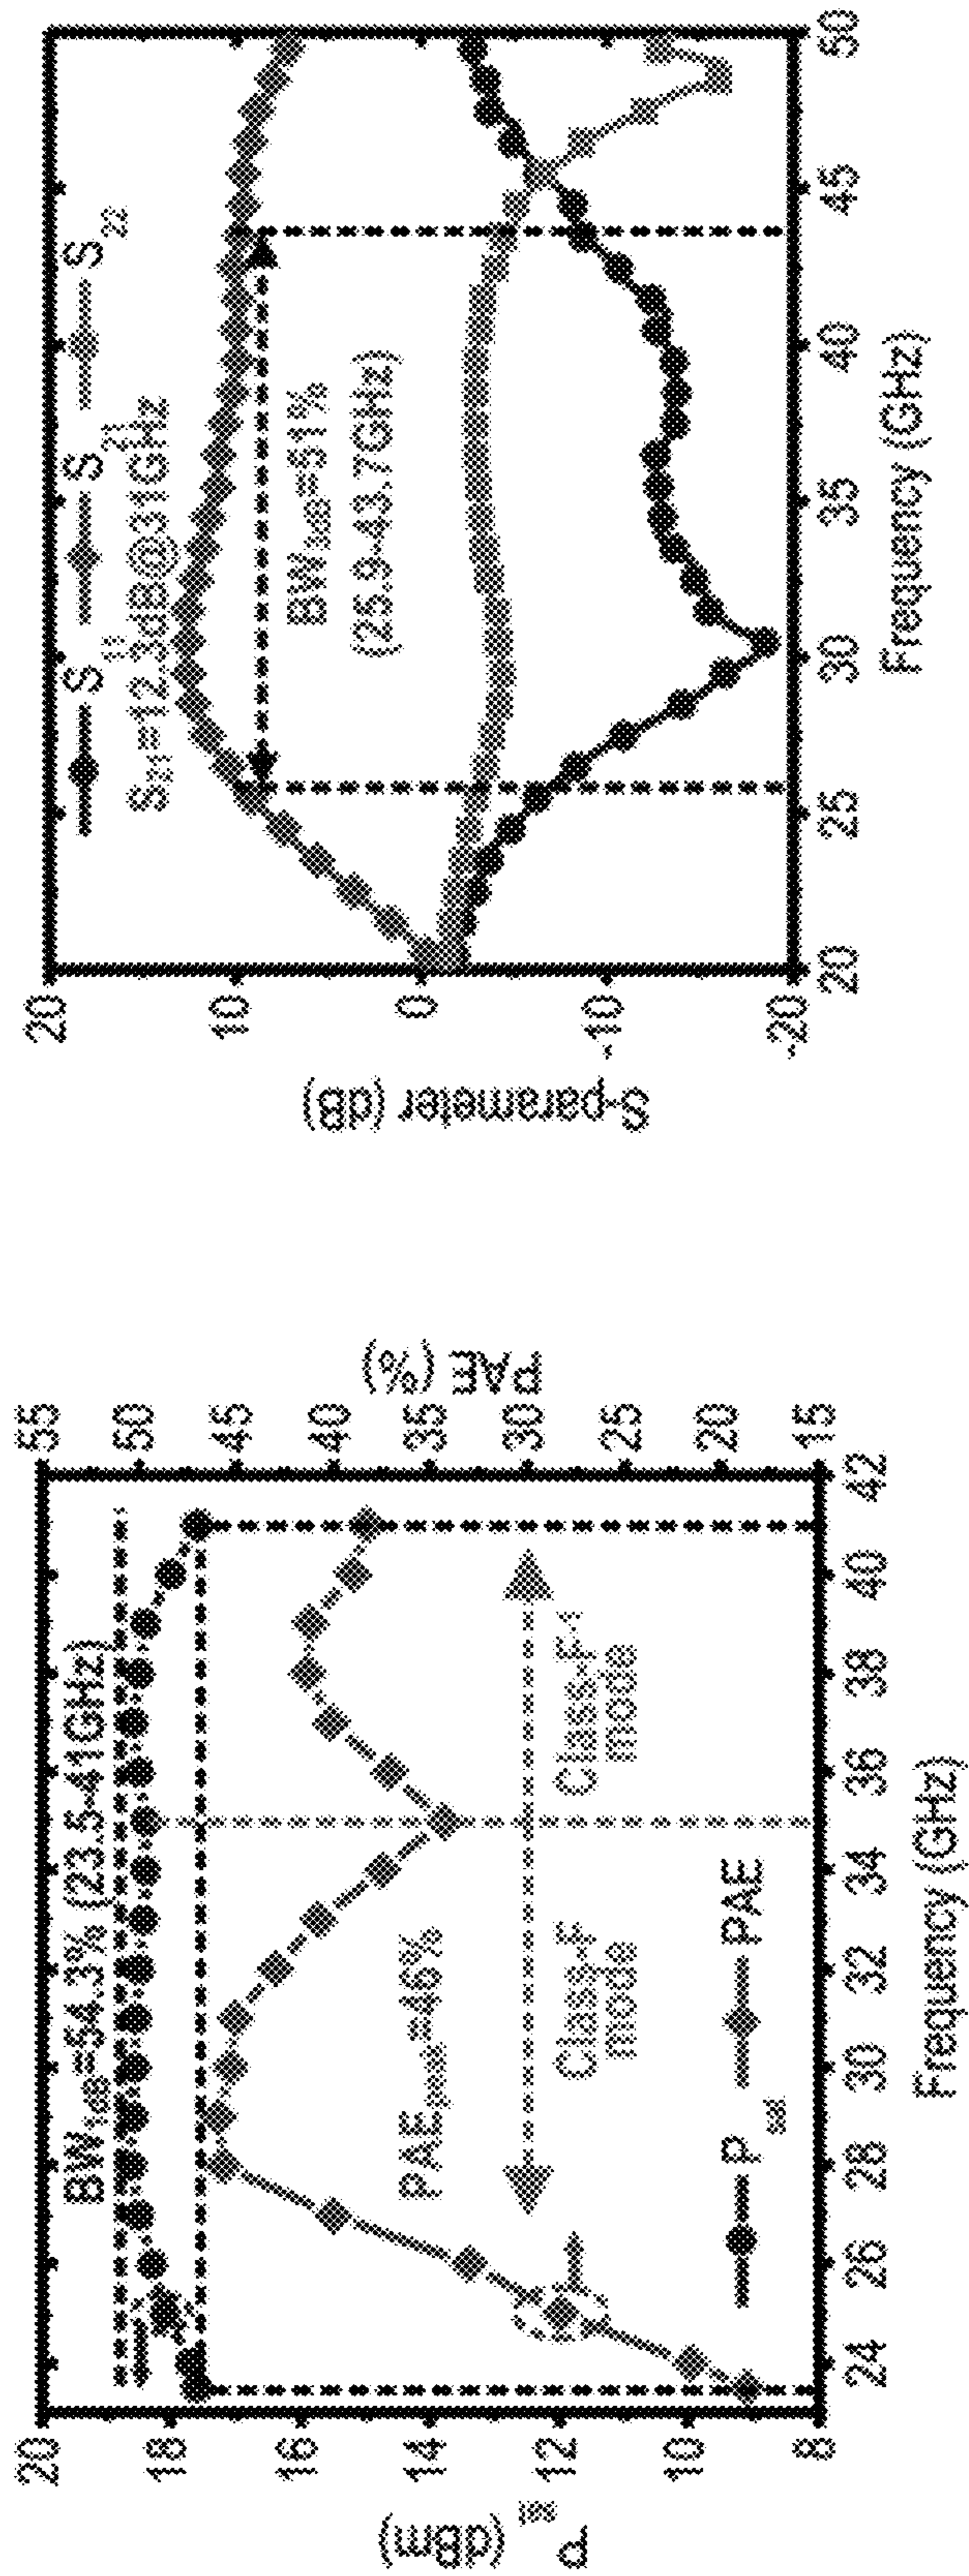 BW1dB=54.3% (23.5-41GHz)
PAEpeak=46%
Class-F
mode
Class-F-1
mode
Psat
PAE
20
18
16
14
12
10
8
Psat (dBm)
55
50
45
40
35
30
25
20
15
PAE (%)
24
26
28
30
32
34
36
38
40
42
Frequency (GHz)
S11
S21
S22
S21=12.3dB@31GHz
BW3dB=51%
(25.9-43.7GHz)
20
10
0
-10
-20
S-parameter (dB)
20
25
30
35
40
45
50
Frequency (GHz)